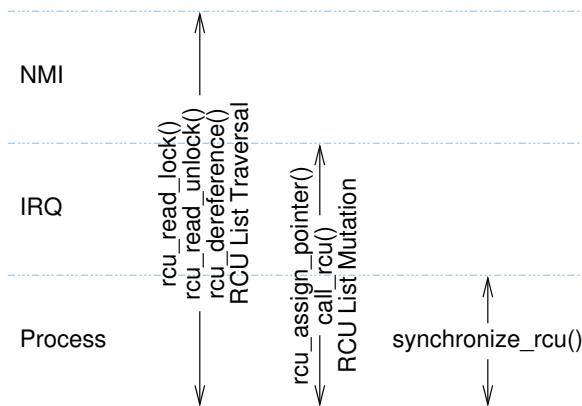 NMI
rcu_read_lock()
rcu_read_unlock()
rcu_dereference()
RCU List Traversal
IRQ
rcu_assign_pointer()
call_rcu()
RCU List Mutation
Process
synchronize_rcu()